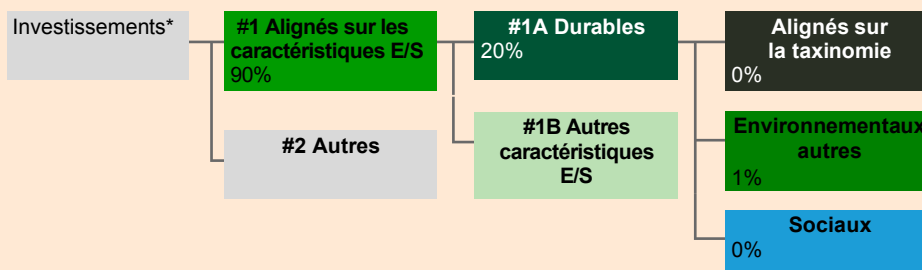 Investissements*
#1 Alignés sur les
caractéristiques E/S
90%
#2 Autres
#1A Durables
20%
#1B Autres
caractéristiques
E/S
Alignés sur
la taxinomie
0%
Environnementaux
autres
1%
Sociaux
0%